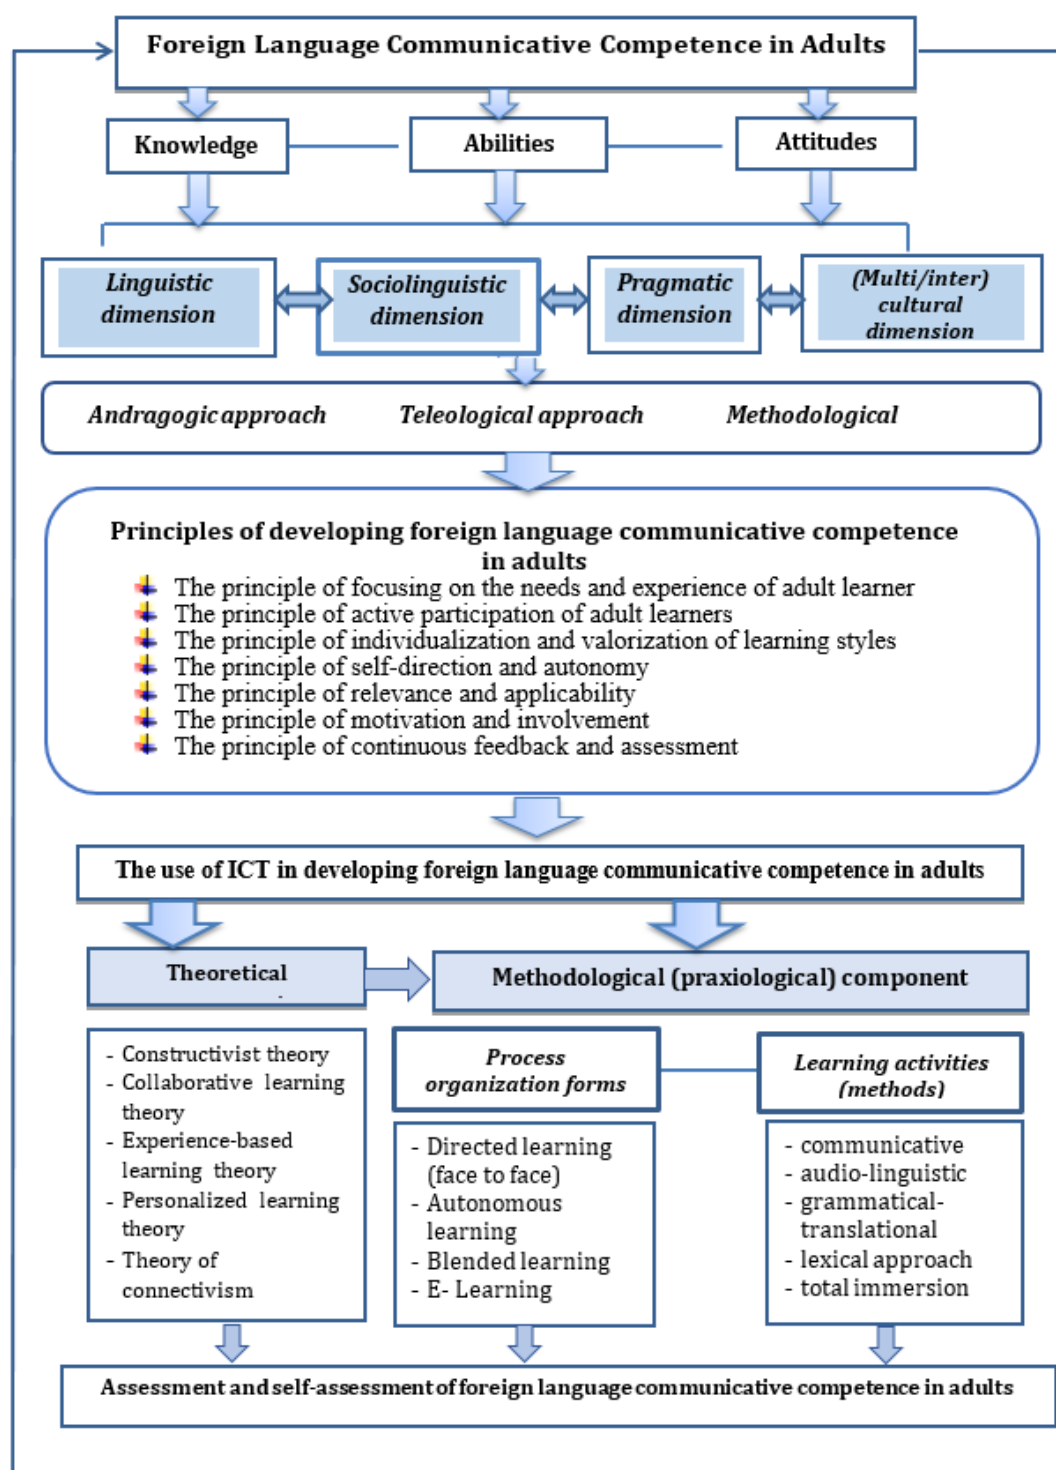 Foreign Language Communicative Competence in Adults
Knowledge
Abilities
Attitudes
Linguistic
dimension
Sociolinguistic
dimension
Pragmatic
dimension
(Multi/inter)
cultural
dimension
Andragogic approach
Teleological approach
Methodological
Principles of developing foreign language communicative competence
in adults
The principle of focusing on the needs and experience of adult learner
The principle of active participation of adult learners
The principle of individualization and valorization of learning styles
The principle of self-direction and autonomy
The principle of relevance and applicability
The principle of motivation and involvement
The principle of continuous feedback and assessment
The use of ICT in developing foreign language communicative competence in adults
Theoretical
Methodological (praxiological) component
- Constructivist theory
- Collaborative learning
theory
- Experience-based
learning theory
- Personalized learning
theory
- Theory of
connectivism
Process
organization forms
- Directed learning
(face to face)
- Autonomous
learning
- Blended learning
- E- Learning
Learning activities
(methods)
- communicative
- audio-linguistic
- grammatical-
translational
- lexical approach
- total immersion
Assessment and self-assessment of foreign language communicative competence in adults